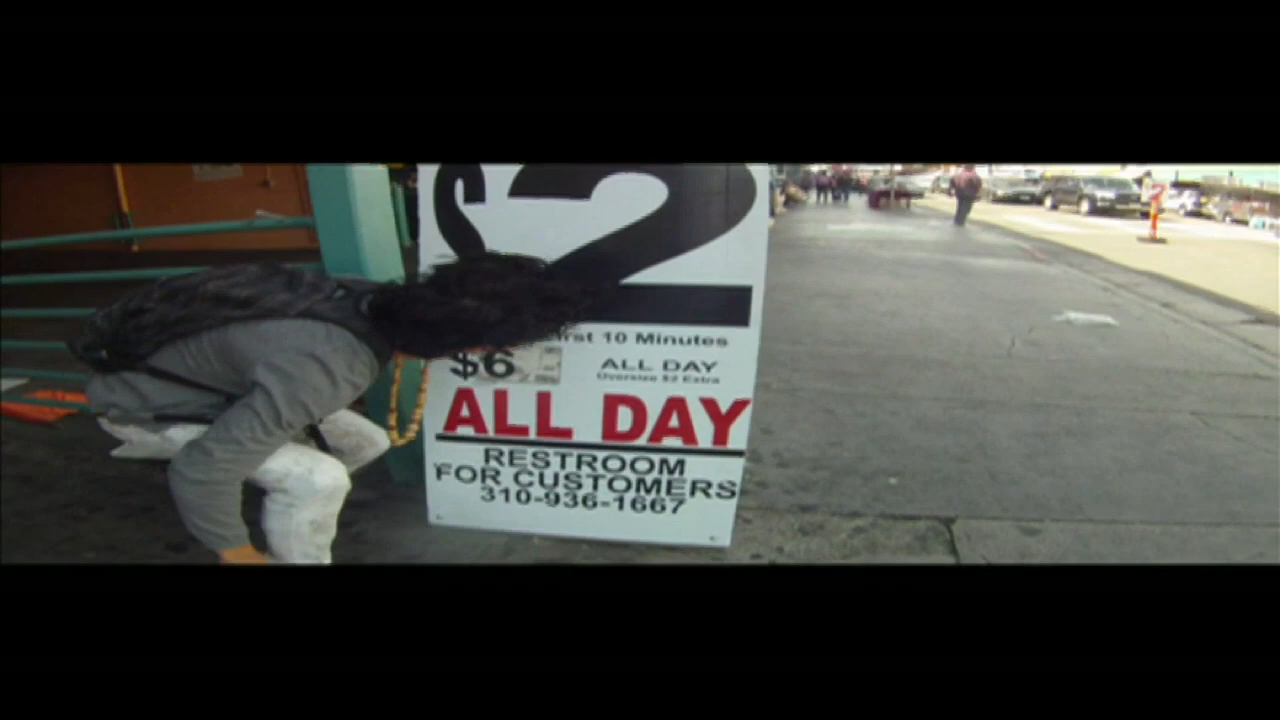 $2
First 10 Minutes
$6 ALL DAY
Oversize $2 Extra
ALL DAY
RESTROOM
FOR CUSTOMERS
310-936-1667